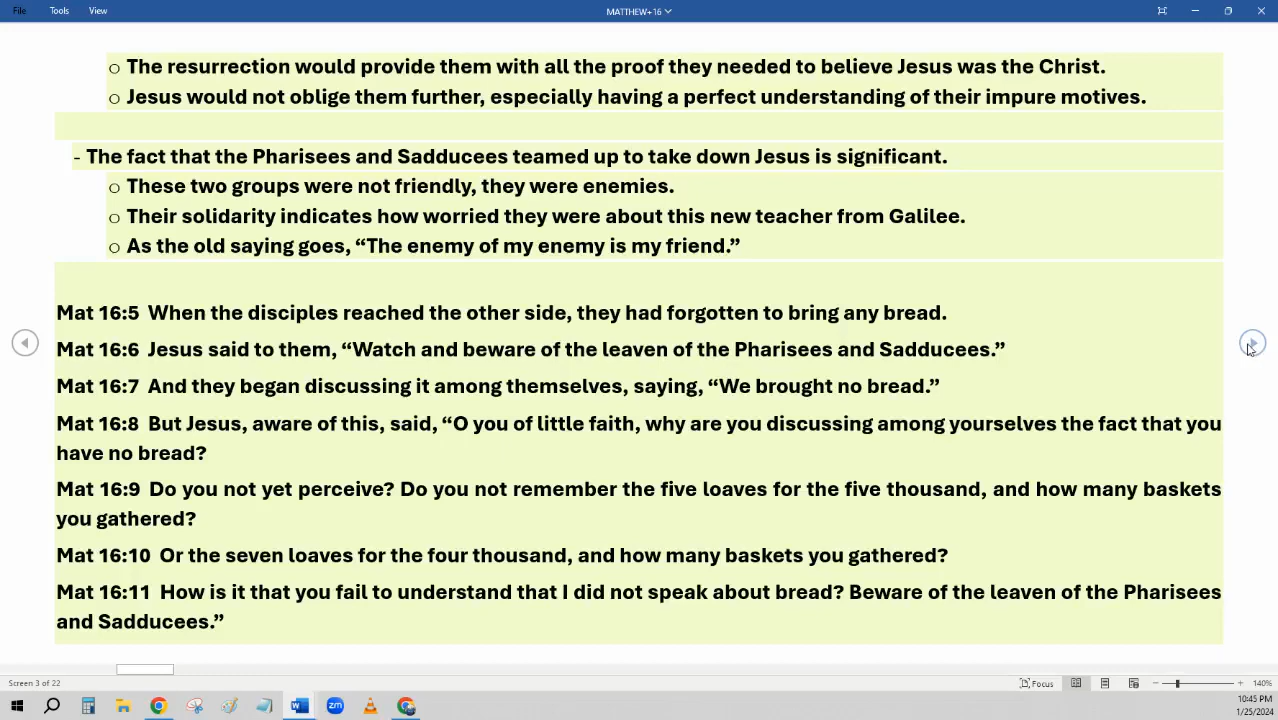 File Tools View MATTHEW+16
o The resurrection would provide them with all the proof they needed to believe Jesus was the Christ.
o Jesus would not oblige them further, especially having a perfect understanding of their impure motives.
- The fact that the Pharisees and Sadducees teamed up to take down Jesus is significant.
o These two groups were not friendly, they were enemies.
o Their solidarity indicates how worried they were about this new teacher from Galilee.
o As the old saying goes, “The enemy of my enemy is my friend.”
Mat 16:5 When the disciples reached the other side, they had forgotten to bring any bread.
Mat 16:6 Jesus said to them, “Watch and beware of the leaven of the Pharisees and Sadducees.”
Mat 16:7 And they began discussing it among themselves, saying, “We brought no bread.”
Mat 16:8 But Jesus, aware of this, said, “O you of little faith, why are you discussing among yourselves the fact that you
have no bread?
Mat 16:9 Do you not yet perceive? Do you not remember the five loaves for the five thousand, and how many baskets
you gathered?
Mat 16:10 Or the seven loaves for the four thousand, and how many baskets you gathered?
Mat 16:11 How is it that you fail to understand that I did not speak about bread? Beware of the leaven of the Pharisees
and Sadducees.”
Screen 3 of 22 Focus 140%
zm
10:45 PM
1/25/2024